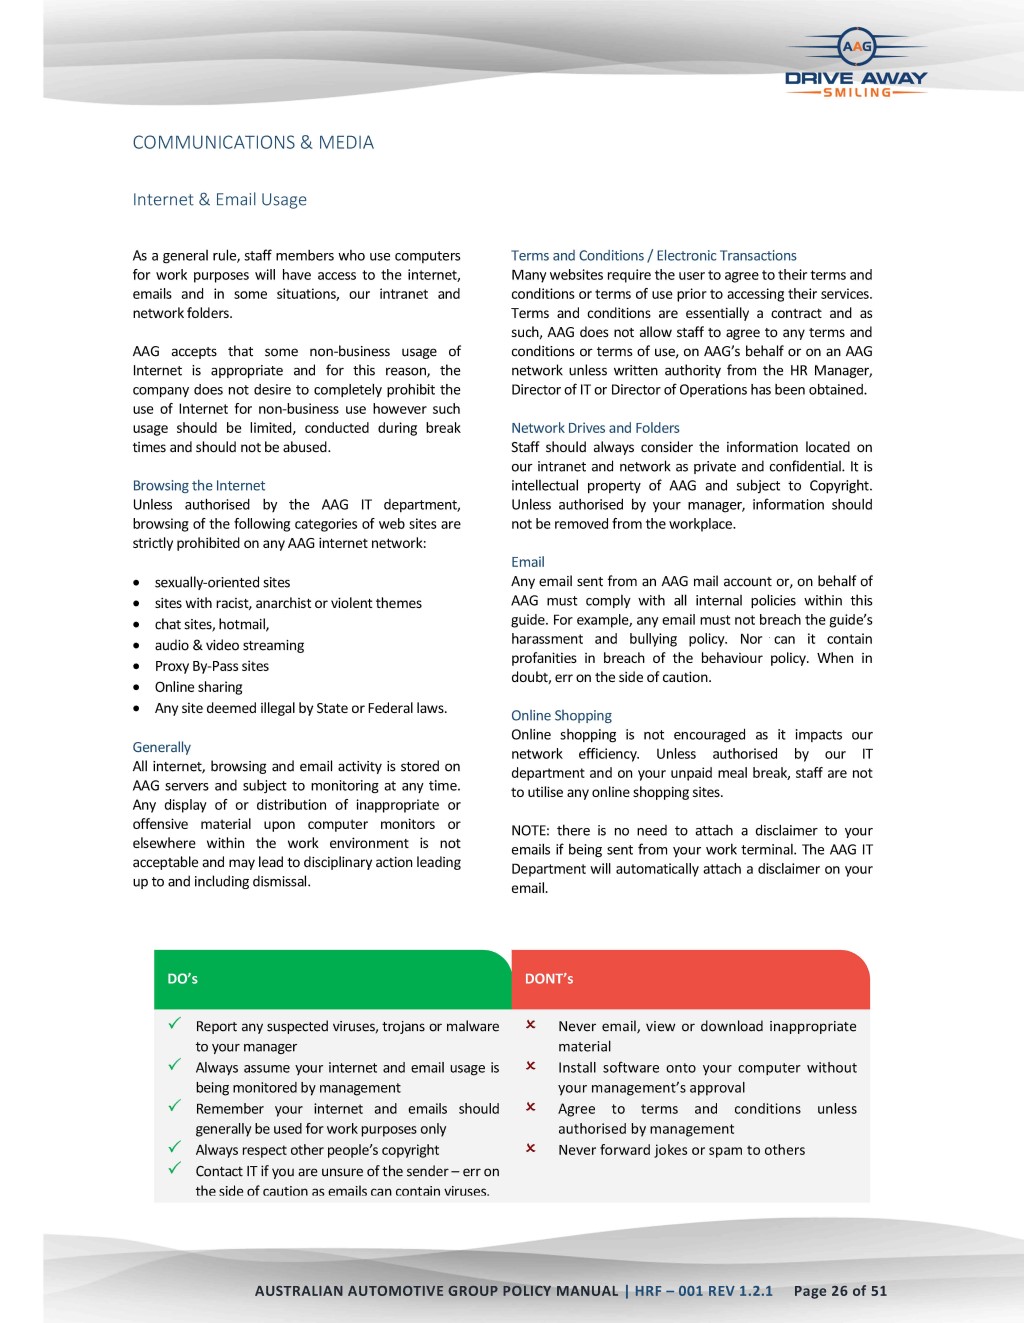 AAG
DRIVE AWAY
SMILING
COMMUNICATIONS & MEDIA
Internet & Email Usage
As a general rule, staff members who use computers
for work purposes will have access to the internet,
emails and in some situations, our intranet and
network folders.
AAG accepts that some non-business usage of
Internet is appropriate and for this reason, the
company does not desire to completely prohibit the
use of Internet for non-business use however such
usage should be limited, conducted during break
times and should not be abused.
Browsing the Internet
Unless authorised by the AAG IT department,
browsing of the following categories of web sites are
strictly prohibited on any AAG internet network:
• sexually-oriented sites
• sites with racist, anarchist or violent themes
• chat sites, hotmail,
• audio & video streaming
• Proxy By-Pass sites
• Online sharing
• Any site deemed illegal by State or Federal laws.
Generally
All internet, browsing and email activity is stored on
AAG servers and subject to monitoring at any time.
Any display of or distribution of inappropriate or
offensive material upon computer monitors or
elsewhere within the work environment is not
acceptable and may lead to disciplinary action leading
up to and including dismissal.
Terms and Conditions / Electronic Transactions
Many websites require the user to agree to their terms and
conditions or terms of use prior to accessing their services.
Terms and conditions are essentially a contract and as
such, AAG does not allow staff to agree to any terms and
conditions or terms of use, on AAG's behalf or on an AAG
network unless written authority from the HR Manager,
Director of IT or Director of Operations has been obtained.
Network Drives and Folders
Staff should always consider the information located on
our intranet and network as private and confidential. It is
intellectual property of AAG and subject to Copyright.
Unless authorised by your manager, information should
not be removed from the workplace.
Email
Any email sent from an AAG mail account or, on behalf of
AAG must comply with all internal policies within this
guide. For example, any email must not breach the guide's
harassment and bullying policy. Nor can it contain
profanities in breach of the behaviour policy. When in
doubt, err on the side of caution.
Online Shopping
Online shopping is not encouraged as it impacts our
network efficiency. Unless authorised by our IT
department and on your unpaid meal break, staff are not
to utilise any online shopping sites.
NOTE: there is no need to attach a disclaimer to your
emails if being sent from your work terminal. The AAG IT
Department will automatically attach a disclaimer on your
email.
DO's
✓ Report any suspected viruses, trojans or malware
to your manager
✓ Always assume your internet and email usage is
being monitored by management
✓ Remember your internet and emails should
generally be used for work purposes only
✓ Always respect other people's copyright
✓ Contact IT if you are unsure of the sender – err on
the side of caution as emails can contain viruses.
DONT's
✗ Never email, view or download inappropriate
material
✗ Install software onto your computer without
your management's approval
✗ Agree to terms and conditions unless
authorised by management
✗ Never forward jokes or spam to others
AUSTRALIAN AUTOMOTIVE GROUP POLICY MANUAL | HRF – 001 REV 1.2.1 Page 26 of 51